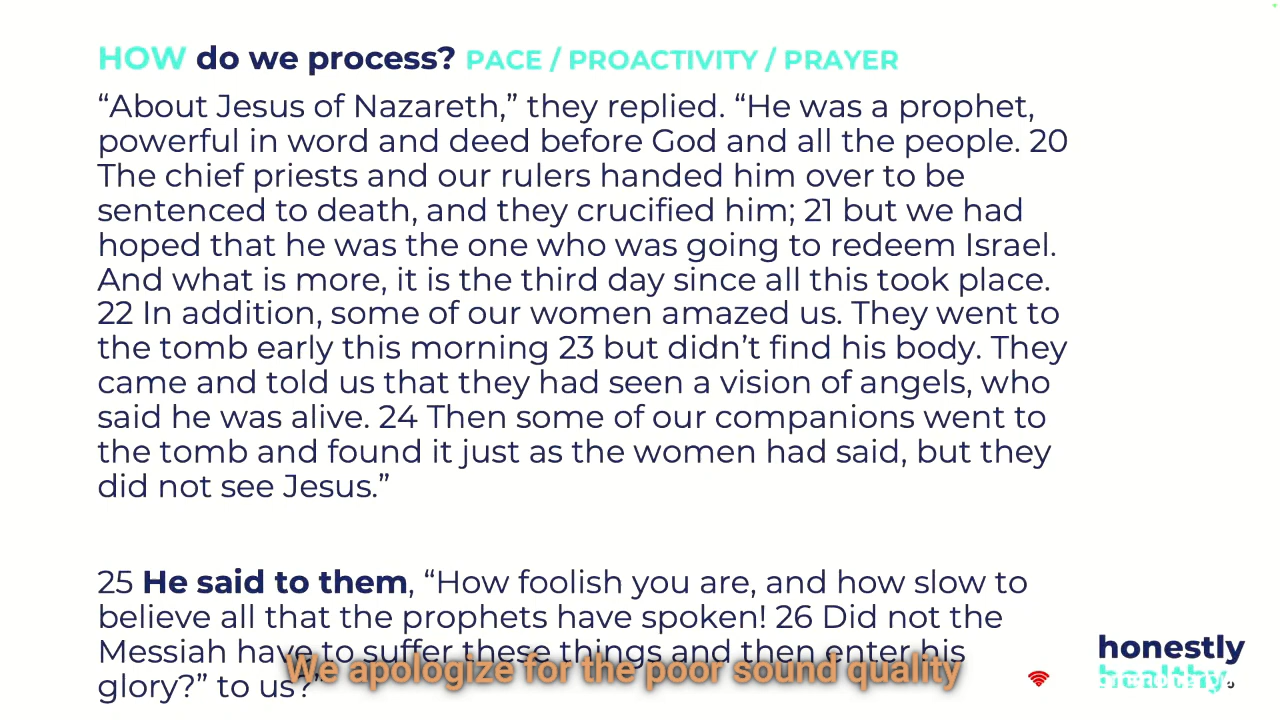 HOW do we process? PACE / PROACTIVITY / PRAYER
“About Jesus of Nazareth,” they replied. “He was a prophet,
powerful in word and deed before God and all the people. 20
The chief priests and our rulers handed him over to be
sentenced to death, and they crucified him; 21 but we had
hoped that he was the one who was going to redeem Israel.
And what is more, it is the third day since all this took place.
22 In addition, some of our women amazed us. They went to
the tomb early this morning 23 but didn’t find his body. They
came and told us that they had seen a vision of angels, who
said he was alive. 24 Then some of our companions went to
the tomb and found it just as the women had said, but they
did not see Jesus.”
25 He said to them, “How foolish you are, and how slow to
believe all that the prophets have spoken! 26 Did not the
Messiah have to suffer these things and then enter his
glory?” to us?”
We apologize for the poor sound quality
honestly
healthy.